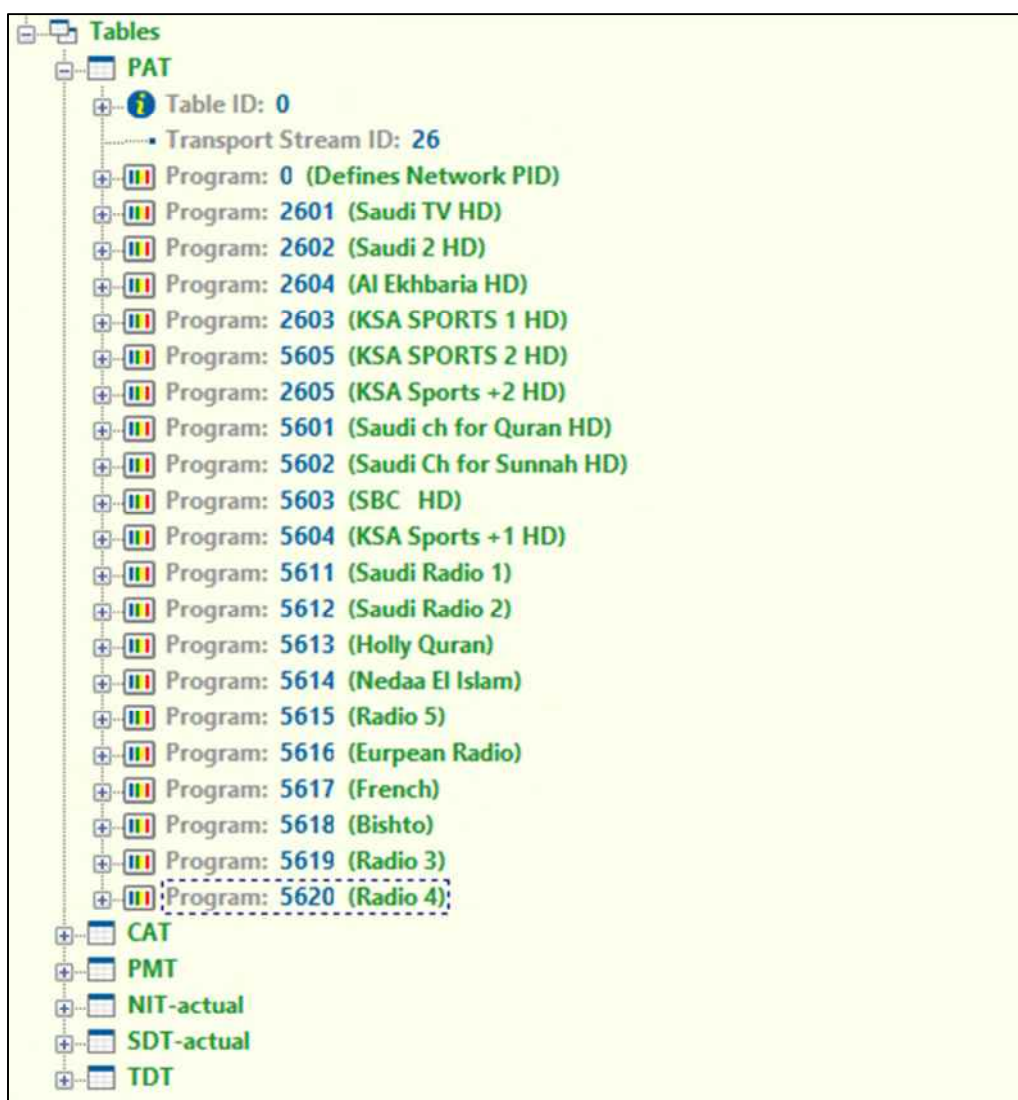 Tables
PAT
Table ID: 0
Transport Stream ID: 26
Program: 0 (Defines Network PID)
Program: 2601 (Saudi TV HD)
Program: 2602 (Saudi 2 HD)
Program: 2604 (Al Ekhbaria HD)
Program: 2603 (KSA SPORTS 1 HD)
Program: 5605 (KSA SPORTS 2 HD)
Program: 2605 (KSA Sports +2 HD)
Program: 5601 (Saudi ch for Quran HD)
Program: 5602 (Saudi Ch for Sunnah HD)
Program: 5603 (SBC HD)
Program: 5604 (KSA Sports +1 HD)
Program: 5611 (Saudi Radio 1)
Program: 5612 (Saudi Radio 2)
Program: 5613 (Holly Quran)
Program: 5614 (Nedaa El Islam)
Program: 5615 (Radio 5)
Program: 5616 (Eurpean Radio)
Program: 5617 (French)
Program: 5618 (Bishto)
Program: 5619 (Radio 3)
Program: 5620 (Radio 4)
CAT
PMT
NIT-actual
SDT-actual
TDT